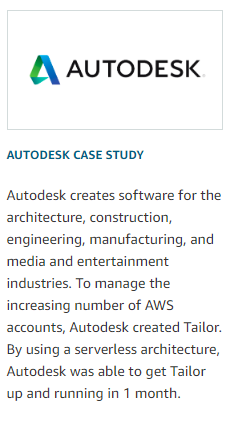 AUTODESK.
AUTODESK CASE STUDY
Autodesk creates software for the
architecture, construction,
engineering, manufacturing, and
media and entertainment
industries. To manage the
increasing number of AWS
accounts, Autodesk created Tailor.
By using a serverless architecture,
Autodesk was able to get Tailor
up and running in 1 month.